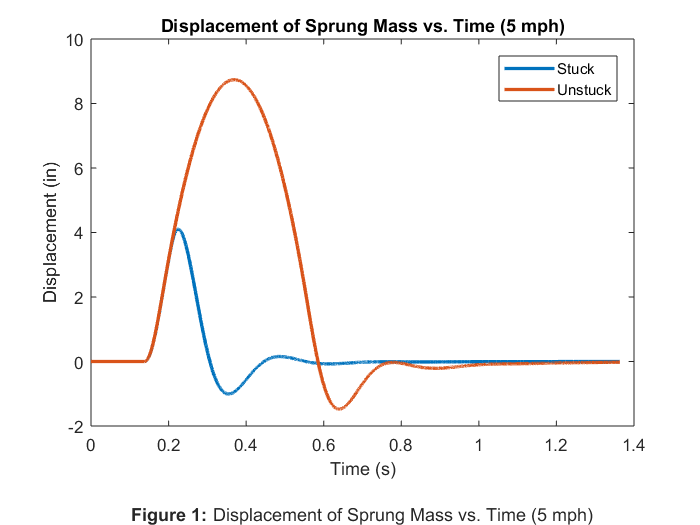 Displacement of Sprung Mass vs. Time (5 mph)
10
8
6
4
2
0
-2
Displacement (in)
Stuck
Unstuck
0
0.2
0.4
0.6
0.8
1
1.2
1.4
Time (s)
Figure 1: Displacement of Sprung Mass vs. Time (5 mph)